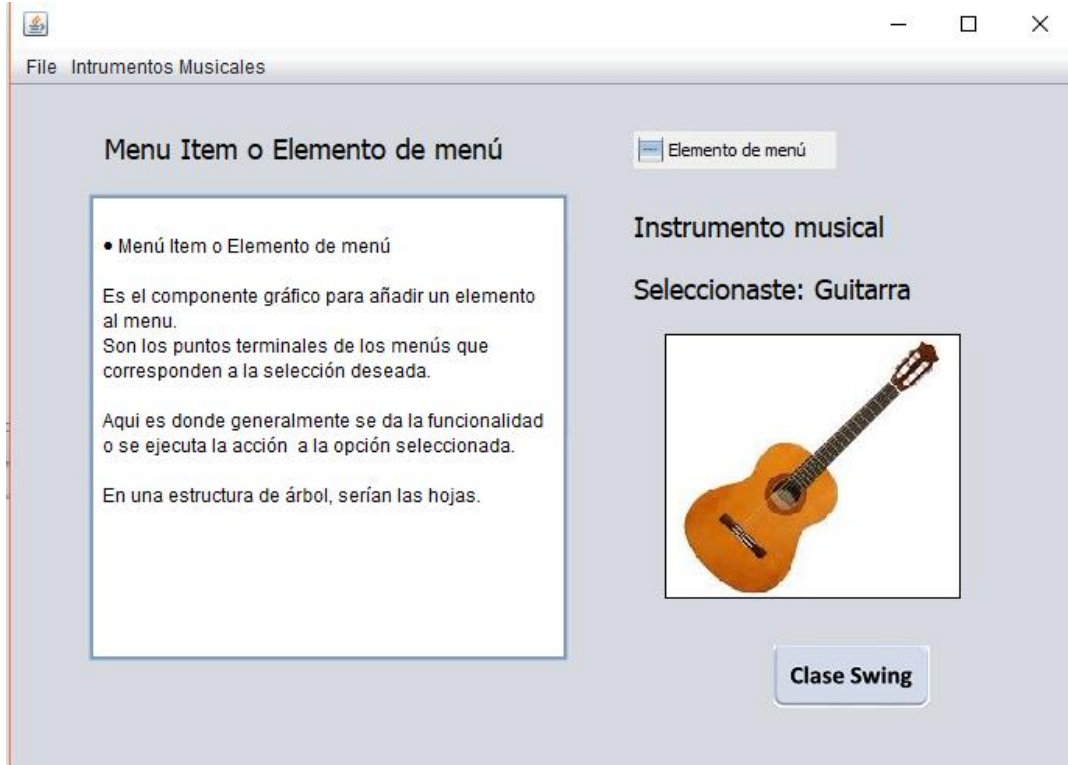 File Intrumentos Musicales
Menu Item o Elemento de menú
Elemento de menú
• Menú Item o Elemento de menú
Es el componente gráfico para añadir un elemento
al menu.
Son los puntos terminales de los menús que
corresponden a la selección deseada.
Aqui es donde generalmente se da la funcionalidad
o se ejecuta la acción  a la opción seleccionada.
En una estructura de árbol, serían las hojas.
Instrumento musical
Seleccionaste: Guitarra
Clase Swing